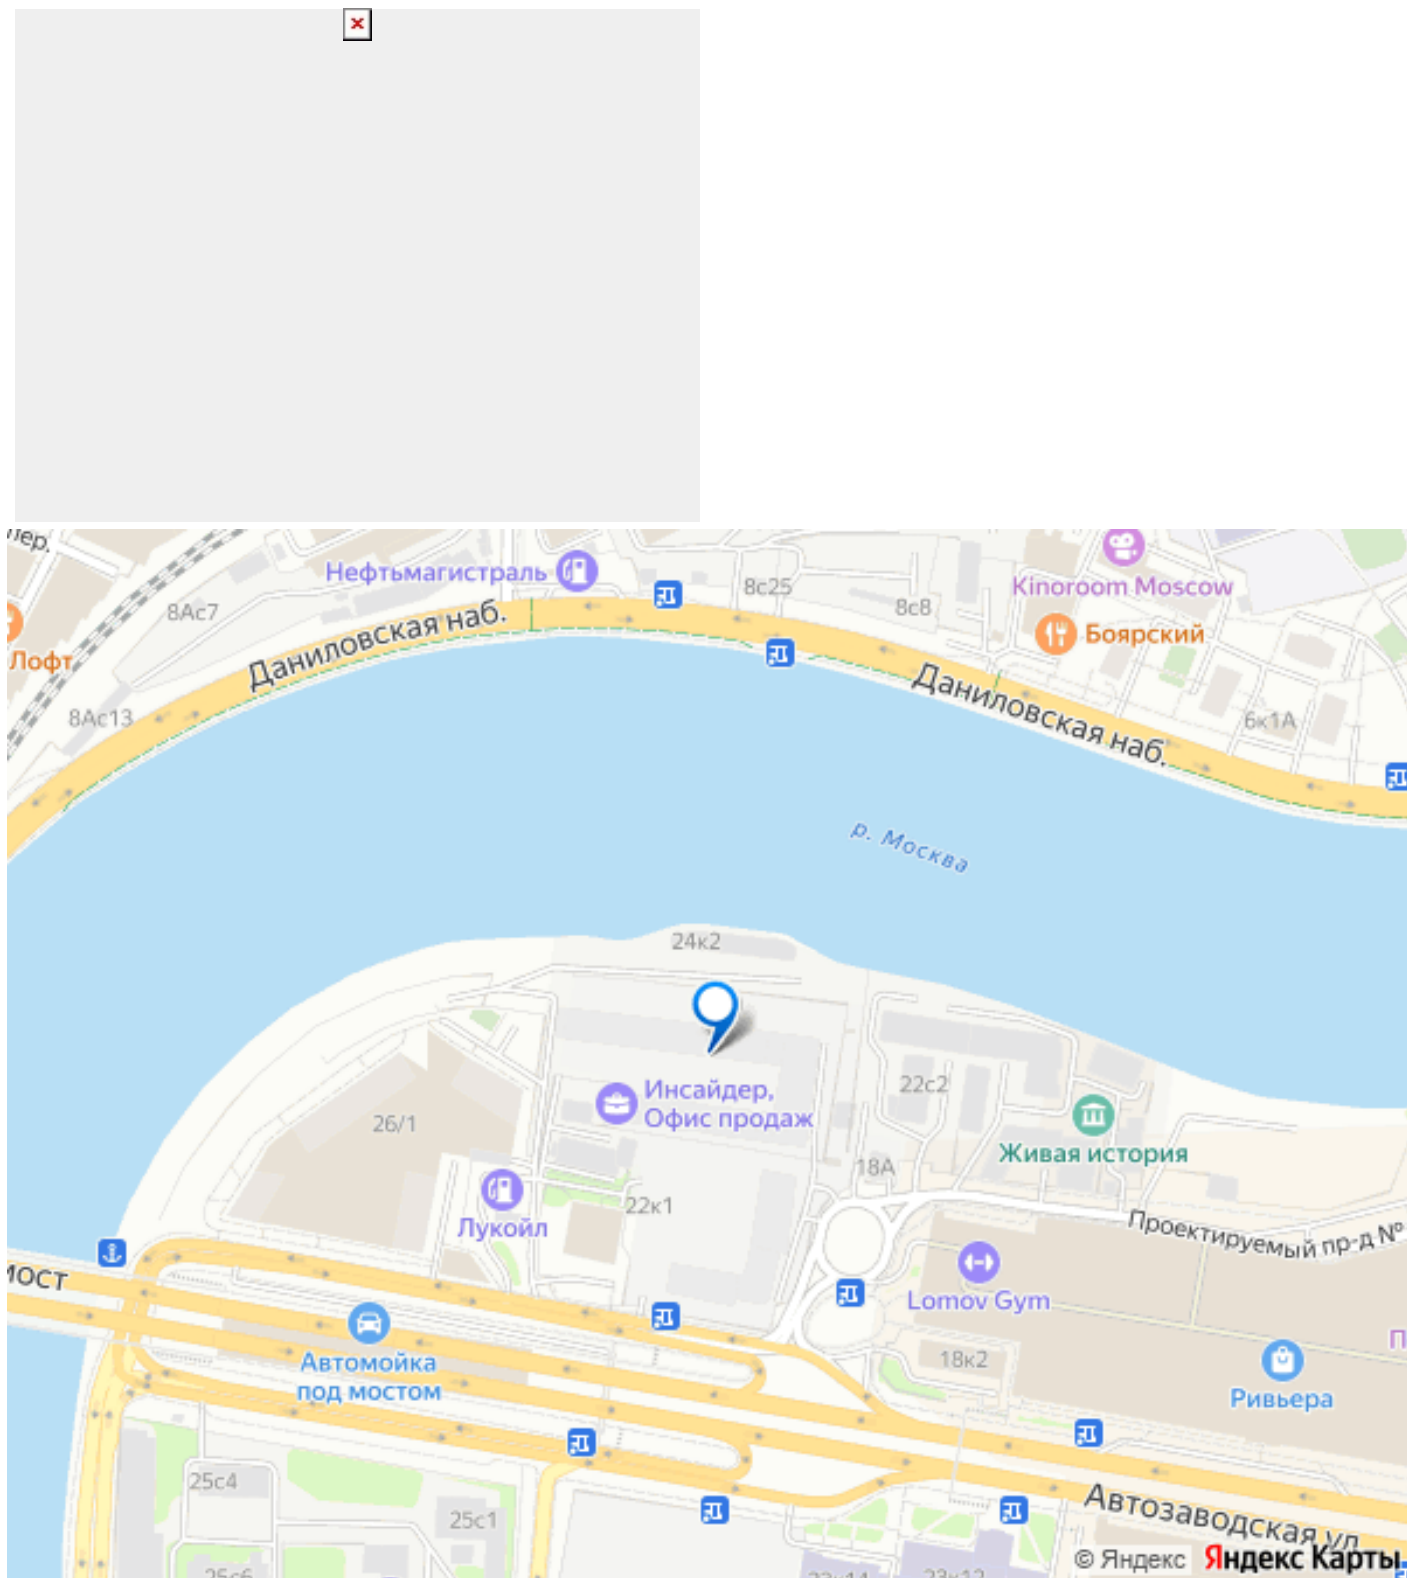 пер.
Нефтьмагистраль
8с25
Kinoroom Moscow
8Ас7
8с8
Даниловская наб.
Боярский
Лофт
Даниловская наб.
8Ас13
6к1А
р. Москва
24к2
Инсайдер,
Офис продаж
22с2
26/1
Живая история
18А
22к1
Лукойл
Проектируемый пр-д №
мост
Lomov Gym
Автомойка
под мостом
18к2
Ривьера
П
25с4
Автозаводская ул
25с1
© Яндекс
Яндекс Карты
25с6
23к12